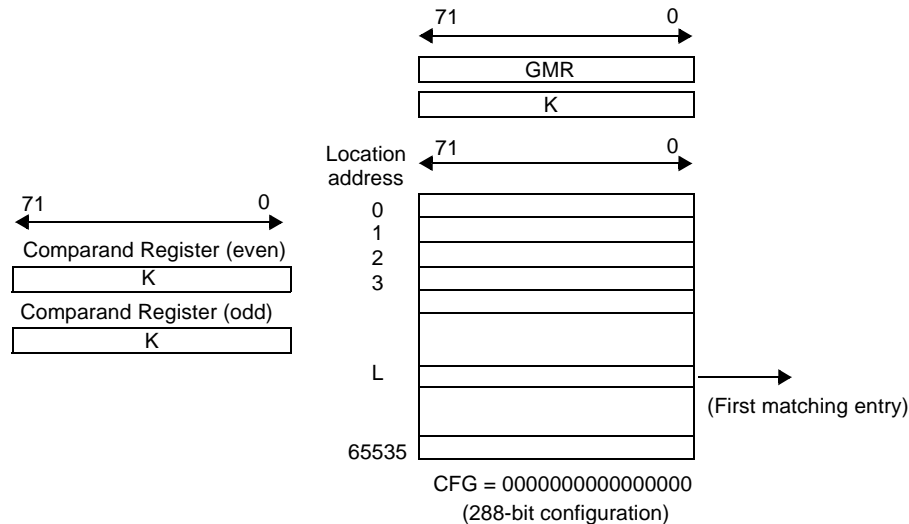 71 0
GMR
K
Location
address
71 0
0
1
2
3
L
65535
71 0
Comparand Register (even)
K
Comparand Register (odd)
K
(First matching entry)
CFG = 0000000000000000
(288-bit configuration)